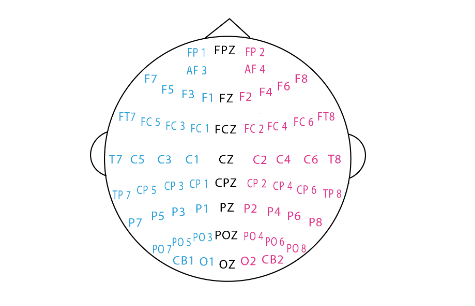 FP 1 FPZ FP 2
AF 3 AF 4
F7 F5 F3 F1 FZ F2 F4 F6 F8
FT7 FC 5 FC 3 FC 1 FCZ FC 2 FC 4 FC 6 FT8
T7 C5 C3 C1 CZ C2 C4 C6 T8
TP 7 CP 5 CP 3 CP 1 CPZ CP 2 CP 4 CP 6 TP 8
P7 P5 P3 P1 PZ P2 P4 P6 P8
PO 7 PO 5 PO 3 POZ PO 4 PO 6 PO 8
CB1 O1 OZ O2 CB2